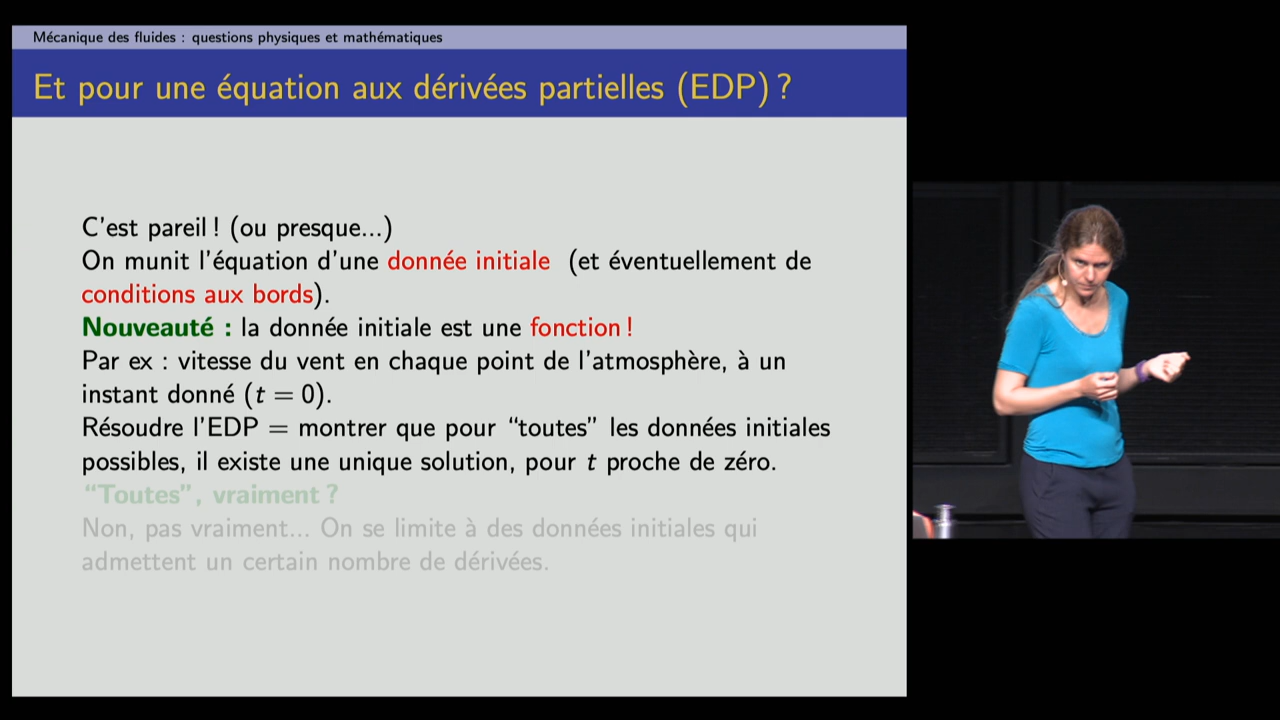 Mécanique des fluides : questions physiques et mathématiques
Et pour une équation aux dérivées partielles (EDP) ?
C'est pareil ! (ou presque...)
On munit l'équation d'une donnée initiale (et éventuellement de
conditions aux bords).
Nouveauté : la donnée initiale est une fonction !
Par ex : vitesse du vent en chaque point de l'atmosphère, à un
instant donné (t = 0).
Résoudre l'EDP = montrer que pour “toutes” les données initiales
possibles, il existe une unique solution, pour t proche de zéro.
“Toutes”, vraiment ?
Non, pas vraiment... On se limite à des données initiales qui
admettent un certain nombre de dérivées.